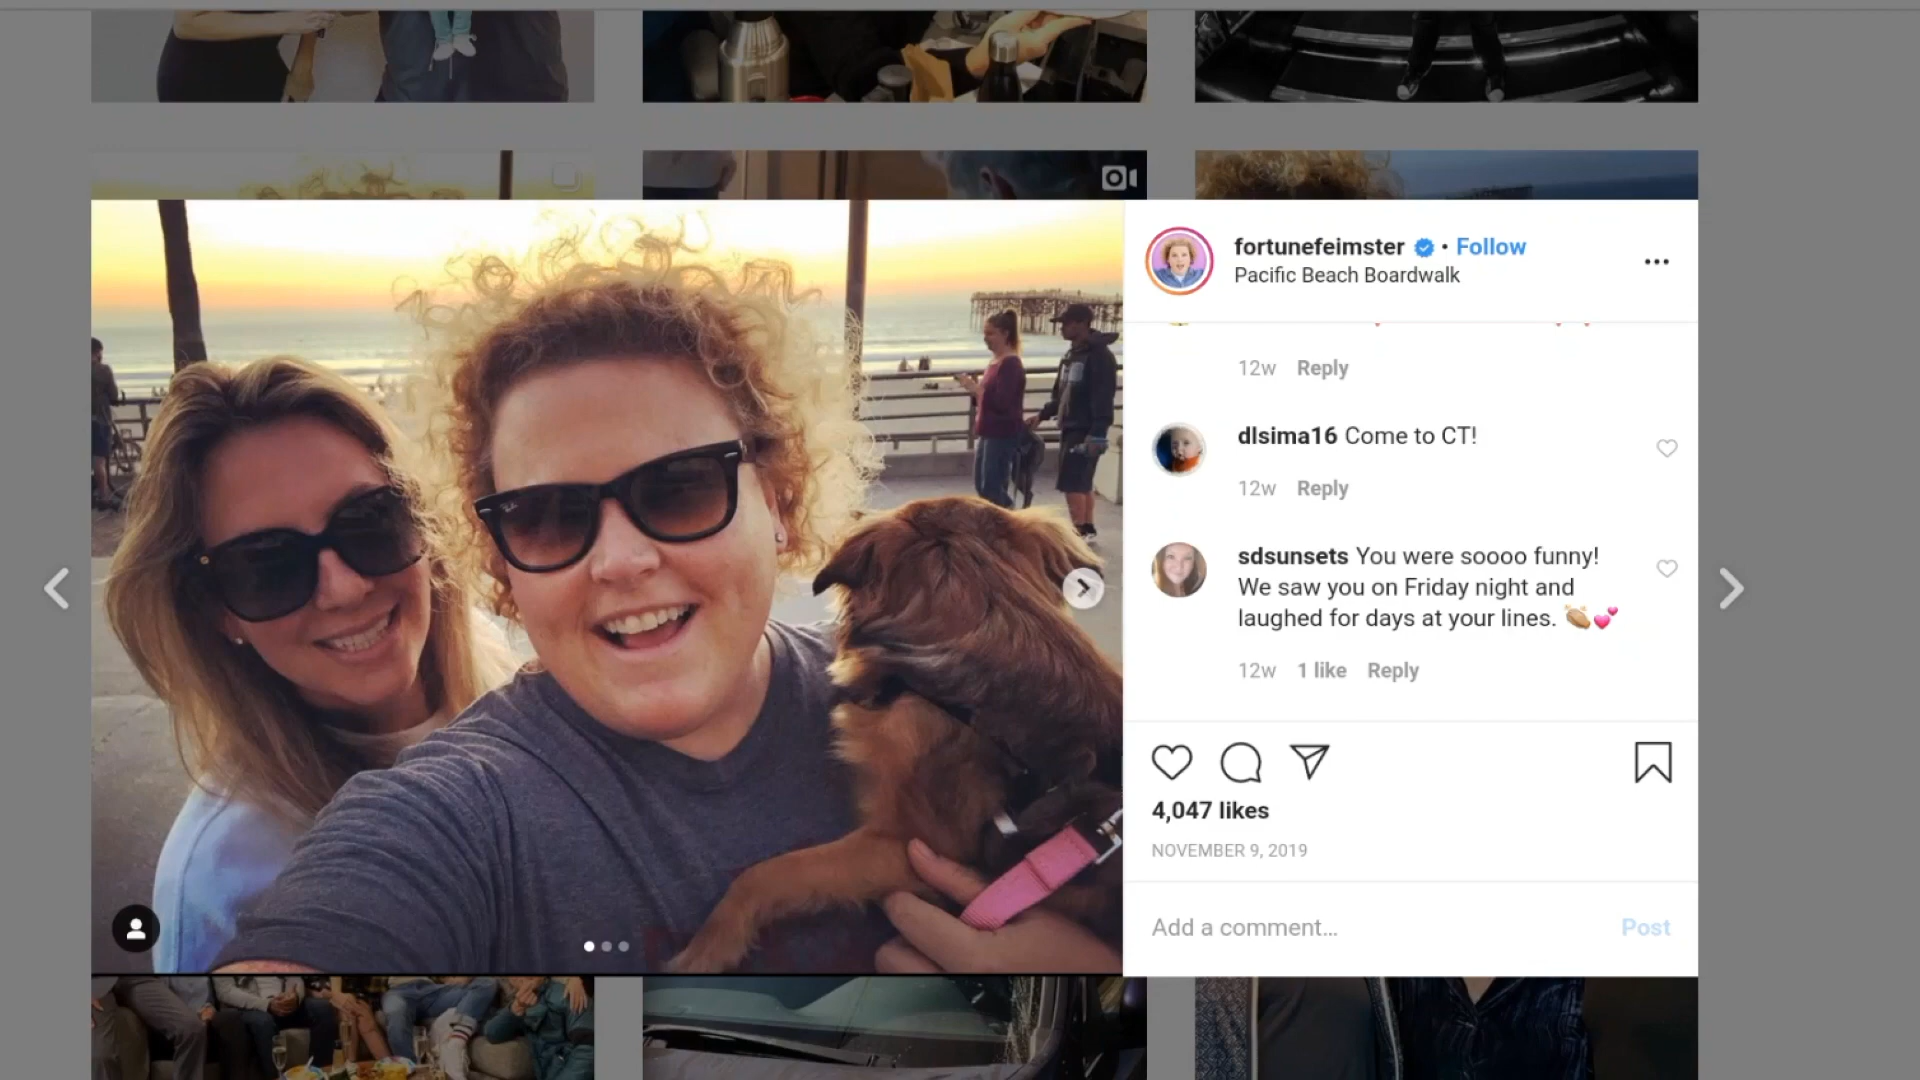 fortunefeimster • Follow
Pacific Beach Boardwalk
12w Reply
dlsima16 Come to CT!
12w Reply
sdsunsets You were soooo funny!
We saw you on Friday night and
laughed for days at your lines. 👏💕
12w 1 like Reply
4,047 likes
NOVEMBER 9, 2019
Add a comment...
Post